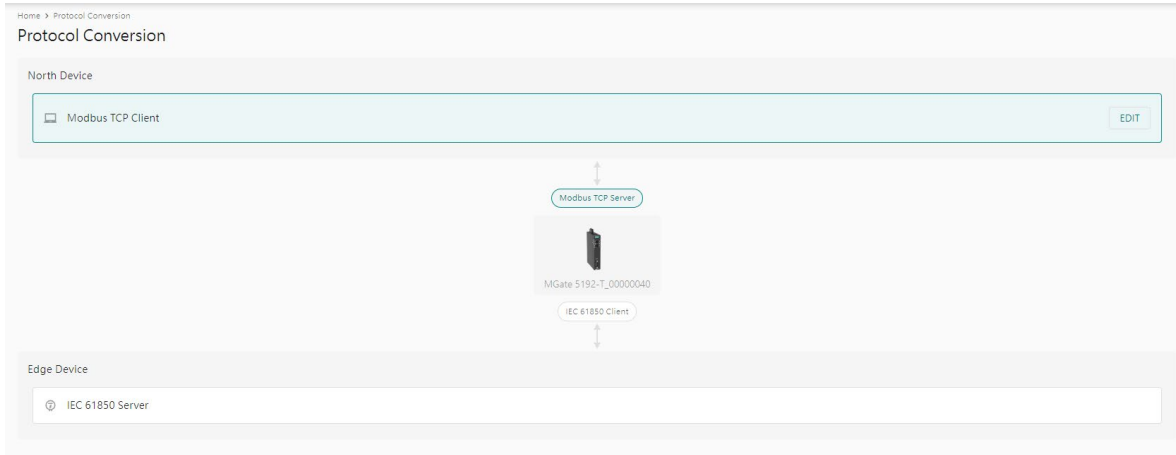 Home > Protocol Conversion
Protocol Conversion
North Device
Modbus TCP Client
EDIT
Modbus TCP Server
MGate 5192-T_00000040
IEC 61850 Client
Edge Device
IEC 61850 Server